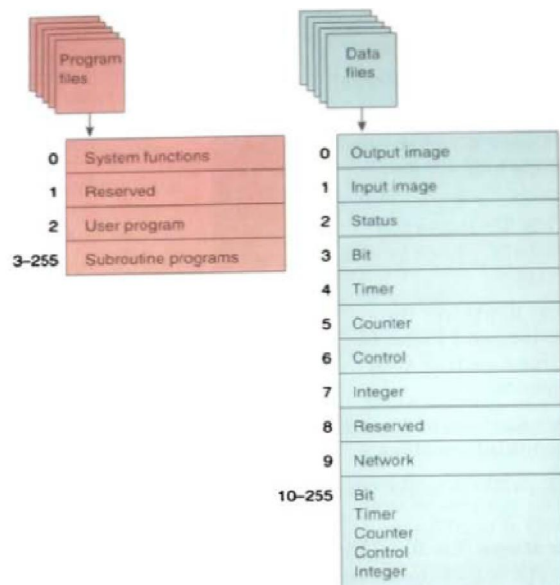 Program
files
0 System functions
1 Reserved
2 User program
3–255 Subroutine programs
Data
files
0 Output image
1 Input image
2 Status
3 Bit
4 Timer
5 Counter
6 Control
7 Integer
8 Reserved
9 Network
10–255 Bit
Timer
Counter
Control
Integer